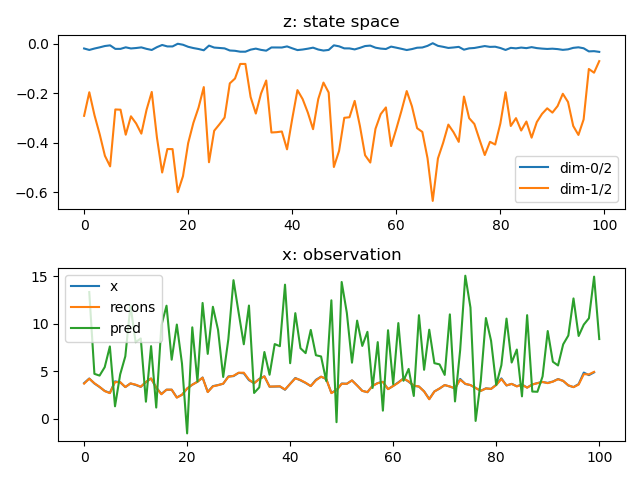 z: state space
0.0
−0.2
−0.4
−0.6
dim-0/2
dim-1/2
0 20 40 60 80 100
x: observation
15
10
5
0
x
recons
pred
0 20 40 60 80 100